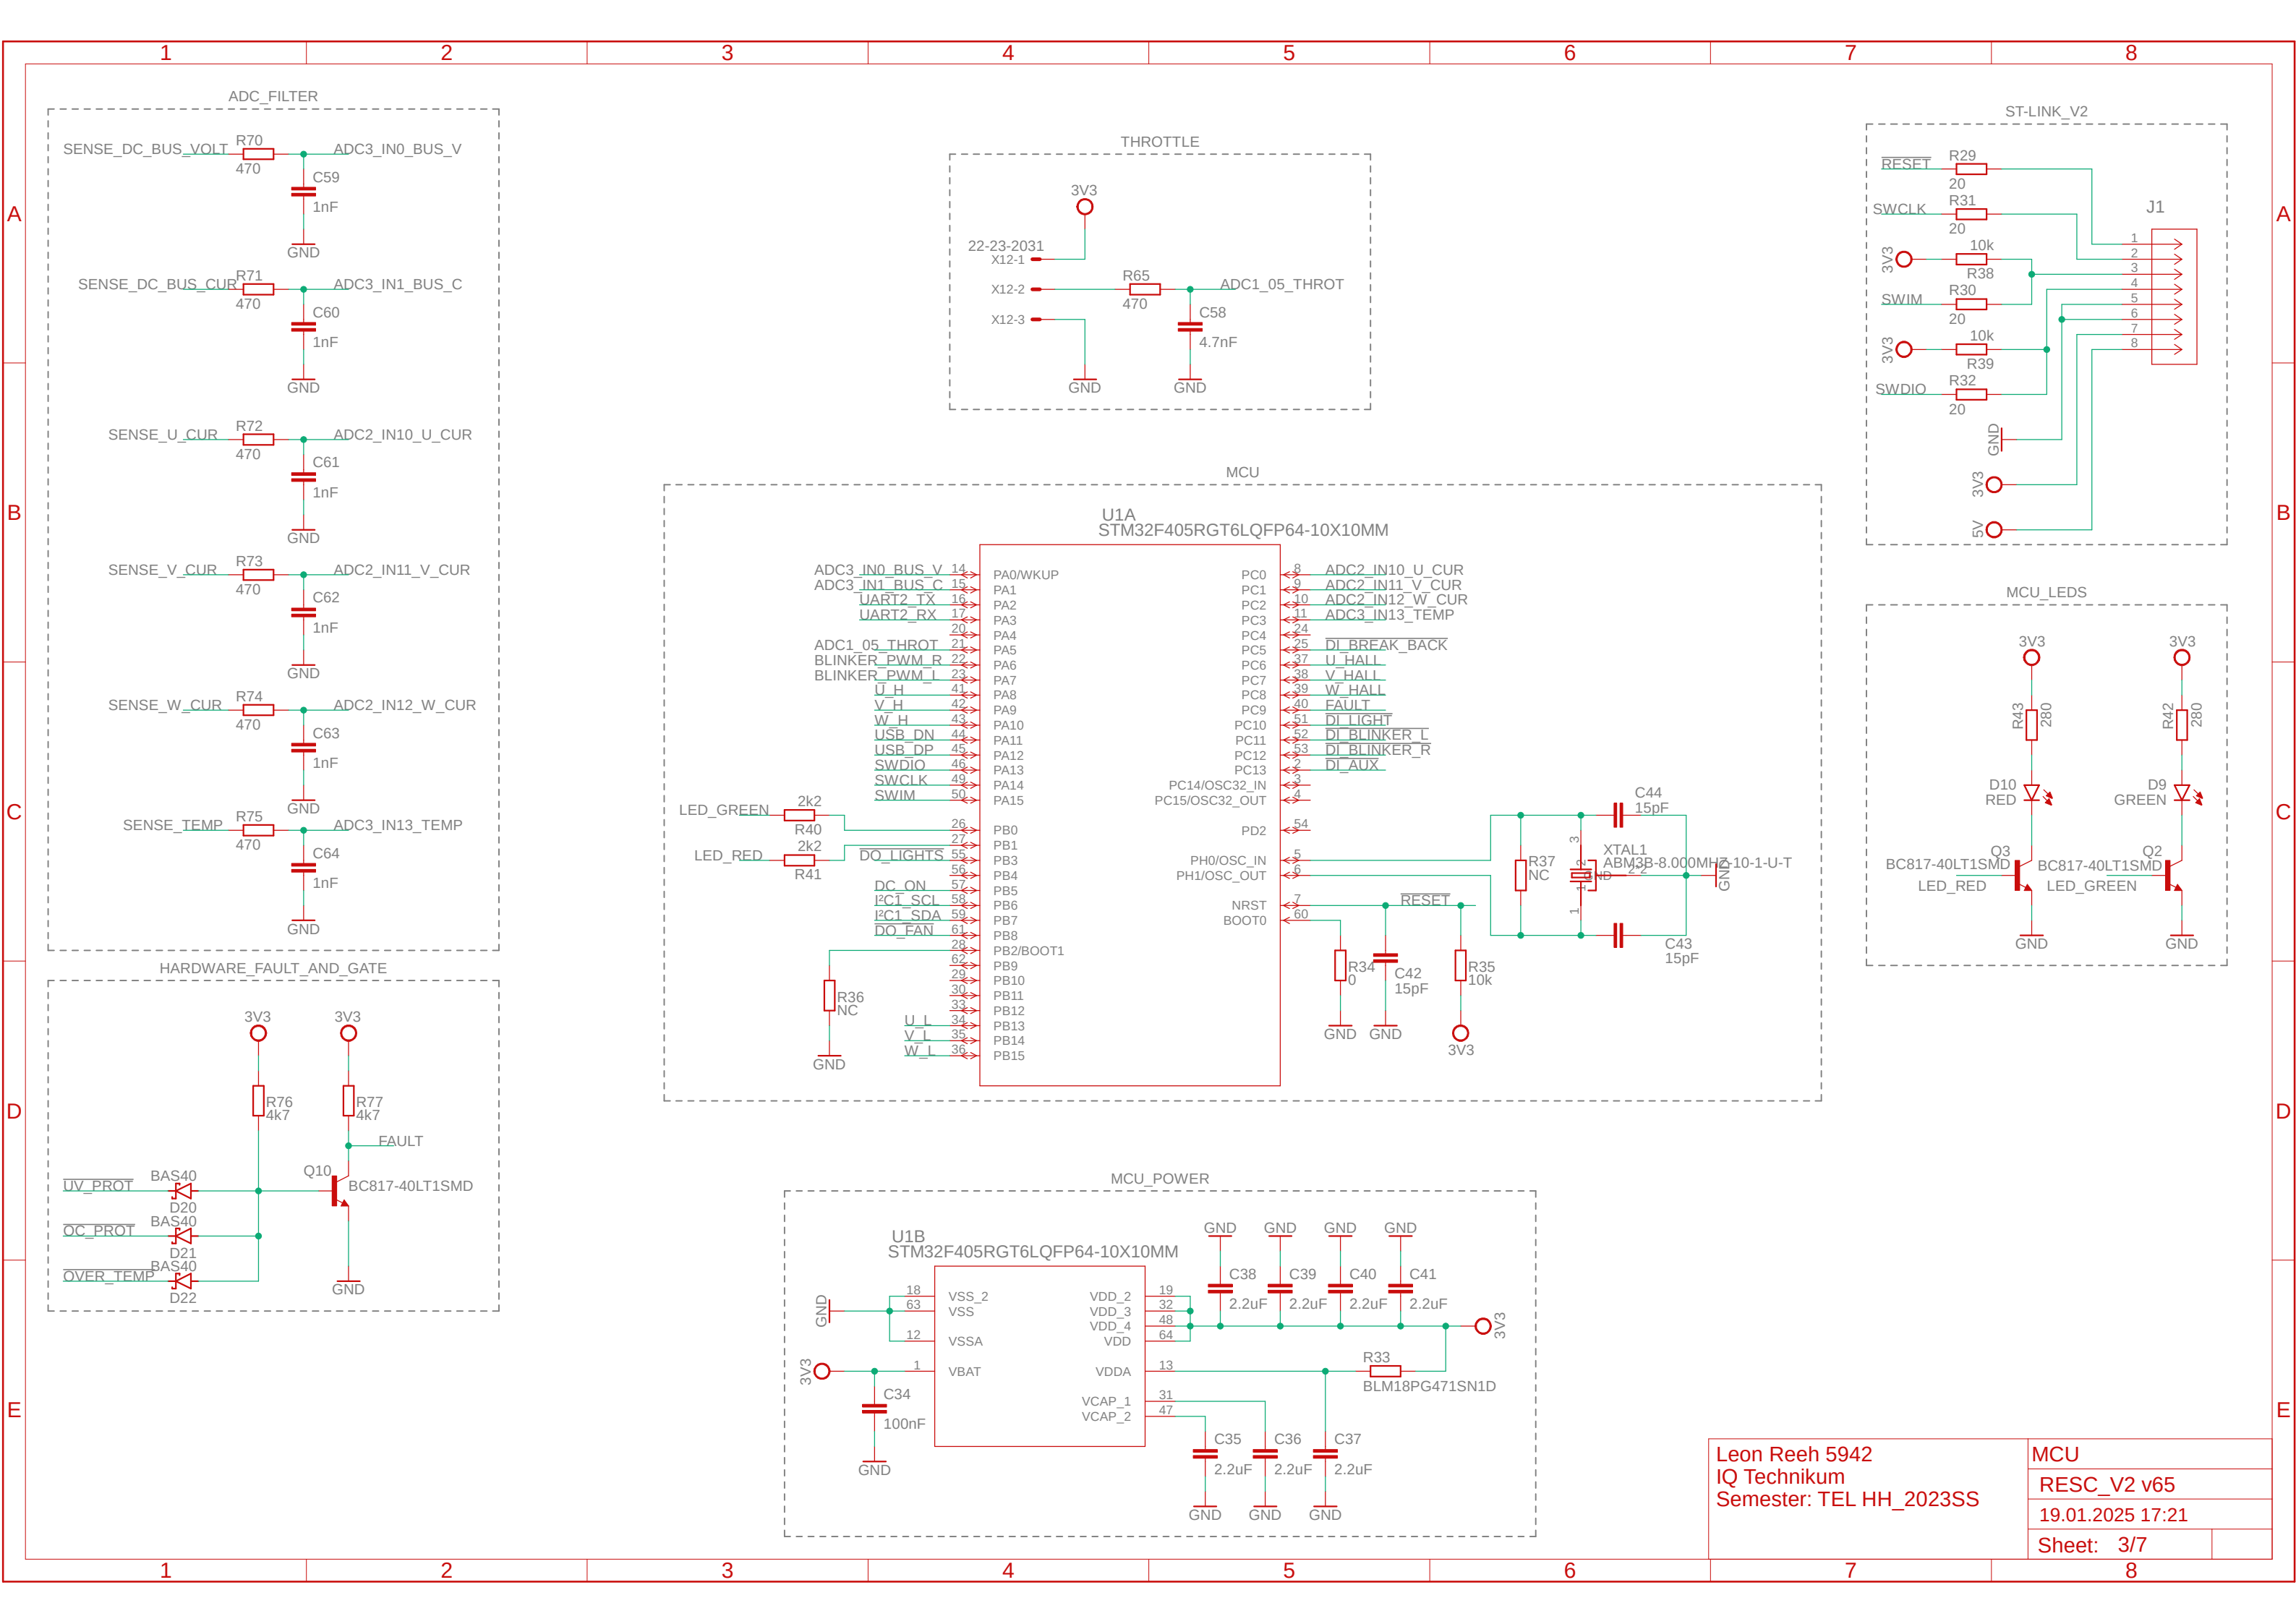 1 2 3 4 5 6 7 8
A
B
C
D
E
ADC_FILTER
SENSE_DC_BUS_VOLT
R70
470
ADC3_IN0_BUS_V
C59
1nF
GND
SENSE_DC_BUS_CUR
R71
470
ADC3_IN1_BUS_C
C60
1nF
GND
SENSE_U_CUR
R72
470
ADC2_IN10_U_CUR
C61
1nF
GND
SENSE_V_CUR
R73
470
ADC2_IN11_V_CUR
C62
1nF
GND
SENSE_W_CUR
R74
470
ADC2_IN12_W_CUR
C63
1nF
GND
SENSE_TEMP
R75
470
ADC3_IN13_TEMP
C64
1nF
GND
HARDWARE_FAULT_AND_GATE
3V3
3V3
R76
4k7
R77
4k7
FAULT
Q10
BC817-40LT1SMD
UV_PROT
BAS40
D20
OC_PROT
BAS40
D21
OVER_TEMP
BAS40
D22
GND
THROTTLE
3V3
22-23-2031
X12-1
X12-2
X12-3
R65
470
ADC1_05_THROT
C58
4.7nF
GND
GND
MCU
U1A
STM32F405RGT6LQFP64-10X10MM
ADC3_IN0_BUS_V 14 PA0/WKUP
ADC3_IN1_BUS_C 15 PA1
UART2_TX 16 PA2
UART2_RX 17 PA3
20 PA4
ADC1_05_THROT 21 PA5
BLINKER_PWM_R 22 PA6
BLINKER_PWM_L 23 PA7
U_H 41 PA8
V_H 42 PA9
W_H 43 PA10
USB_DN 44 PA11
USB_DP 45 PA12
SWDIO 46 PA13
SWCLK 49 PA14
SWIM 50 PA15
LED_GREEN 2k2 R40 26 PB0
LED_RED 2k2 R41 27 PB1
DO_LIGHTS 55 PB3
56 PB4
DC_ON 57 PB5
I²C1_SCL 58 PB6
I²C1_SDA 59 PB7
DO_FAN 61 PB8
28 PB2/BOOT1
62 PB9
29 PB10
30 PB11
33 PB12
U_L 34 PB13
V_L 35 PB14
W_L 36 PB15
R36
NC
GND
PC0 8 ADC2_IN10_U_CUR
PC1 9 ADC2_IN11_V_CUR
PC2 10 ADC2_IN12_W_CUR
PC3 11 ADC3_IN13_TEMP
PC4 24
PC5 25 DI_BREAK_BACK
PC6 37 U_HALL
PC7 38 V_HALL
PC8 39 W_HALL
PC9 40 FAULT
PC10 51 DI_LIGHT
PC11 52 DI_BLINKER_L
PC12 53 DI_BLINKER_R
PC13 2 DI_AUX
PC14/OSC32_IN 3
PC15/OSC32_OUT 4
PD2 54
PH0/OSC_IN 5
PH1/OSC_OUT 6
NRST 7 RESET
BOOT0 60
R34
0
GND
C42
15pF
GND
R35
10k
3V3
R37
NC
C44
15pF
XTAL1
ABM3B-8.000MHZ-10-1-U-T
3
1
GND
2 2
GND
C43
15pF
MCU_POWER
U1B
STM32F405RGT6LQFP64-10X10MM
GND
18 VSS_2
63 VSS
12 VSSA
3V3
1 VBAT
C34
100nF
GND
VDD_2 19
VDD_3 32
VDD_4 48
VDD 64
VDDA 13
VCAP_1 31
VCAP_2 47
GND GND GND GND
C38 C39 C40 C41
2.2uF 2.2uF 2.2uF 2.2uF
3V3
R33
BLM18PG471SN1D
C35 C36 C37
2.2uF 2.2uF 2.2uF
GND GND GND
ST-LINK_V2
RESET
R29
20
SWCLK
R31
20
3V3
10k
R38
SWIM
R30
20
3V3
10k
R39
SWDIO
R32
20
GND
3V3
5V
J1
1
2
3
4
5
6
7
8
MCU_LEDS
3V3
3V3
R43
280
R42
280
D10
RED
D9
GREEN
Q3
BC817-40LT1SMD
LED_RED
Q2
BC817-40LT1SMD
LED_GREEN
GND
GND
Leon Reeh 5942
IQ Technikum
Semester: TEL HH_2023SS
MCU
RESC_V2 v65
19.01.2025 17:21
Sheet: 3/7
A
B
C
D
E
1 2 3 4 5 6 7 8